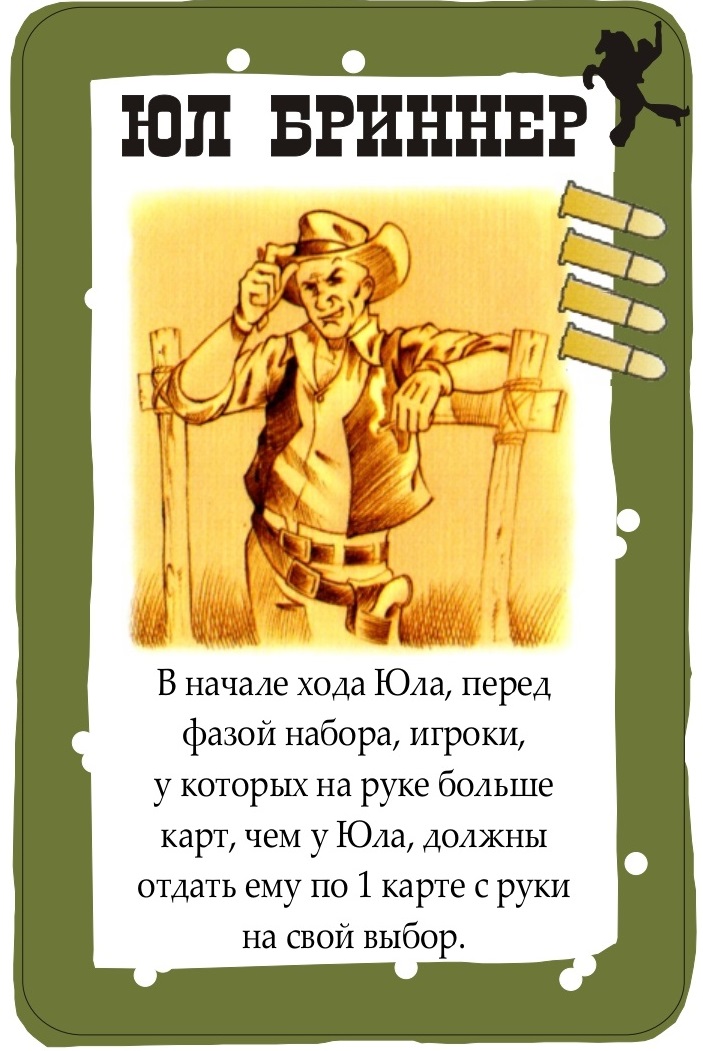 ЮЛ БРИННЕР
В начале хода Юла, перед
фазой набора, игроки,
у которых на руке больше
карт, чем у Юла, должны
отдать ему по 1 карте с руки
на свой выбор.